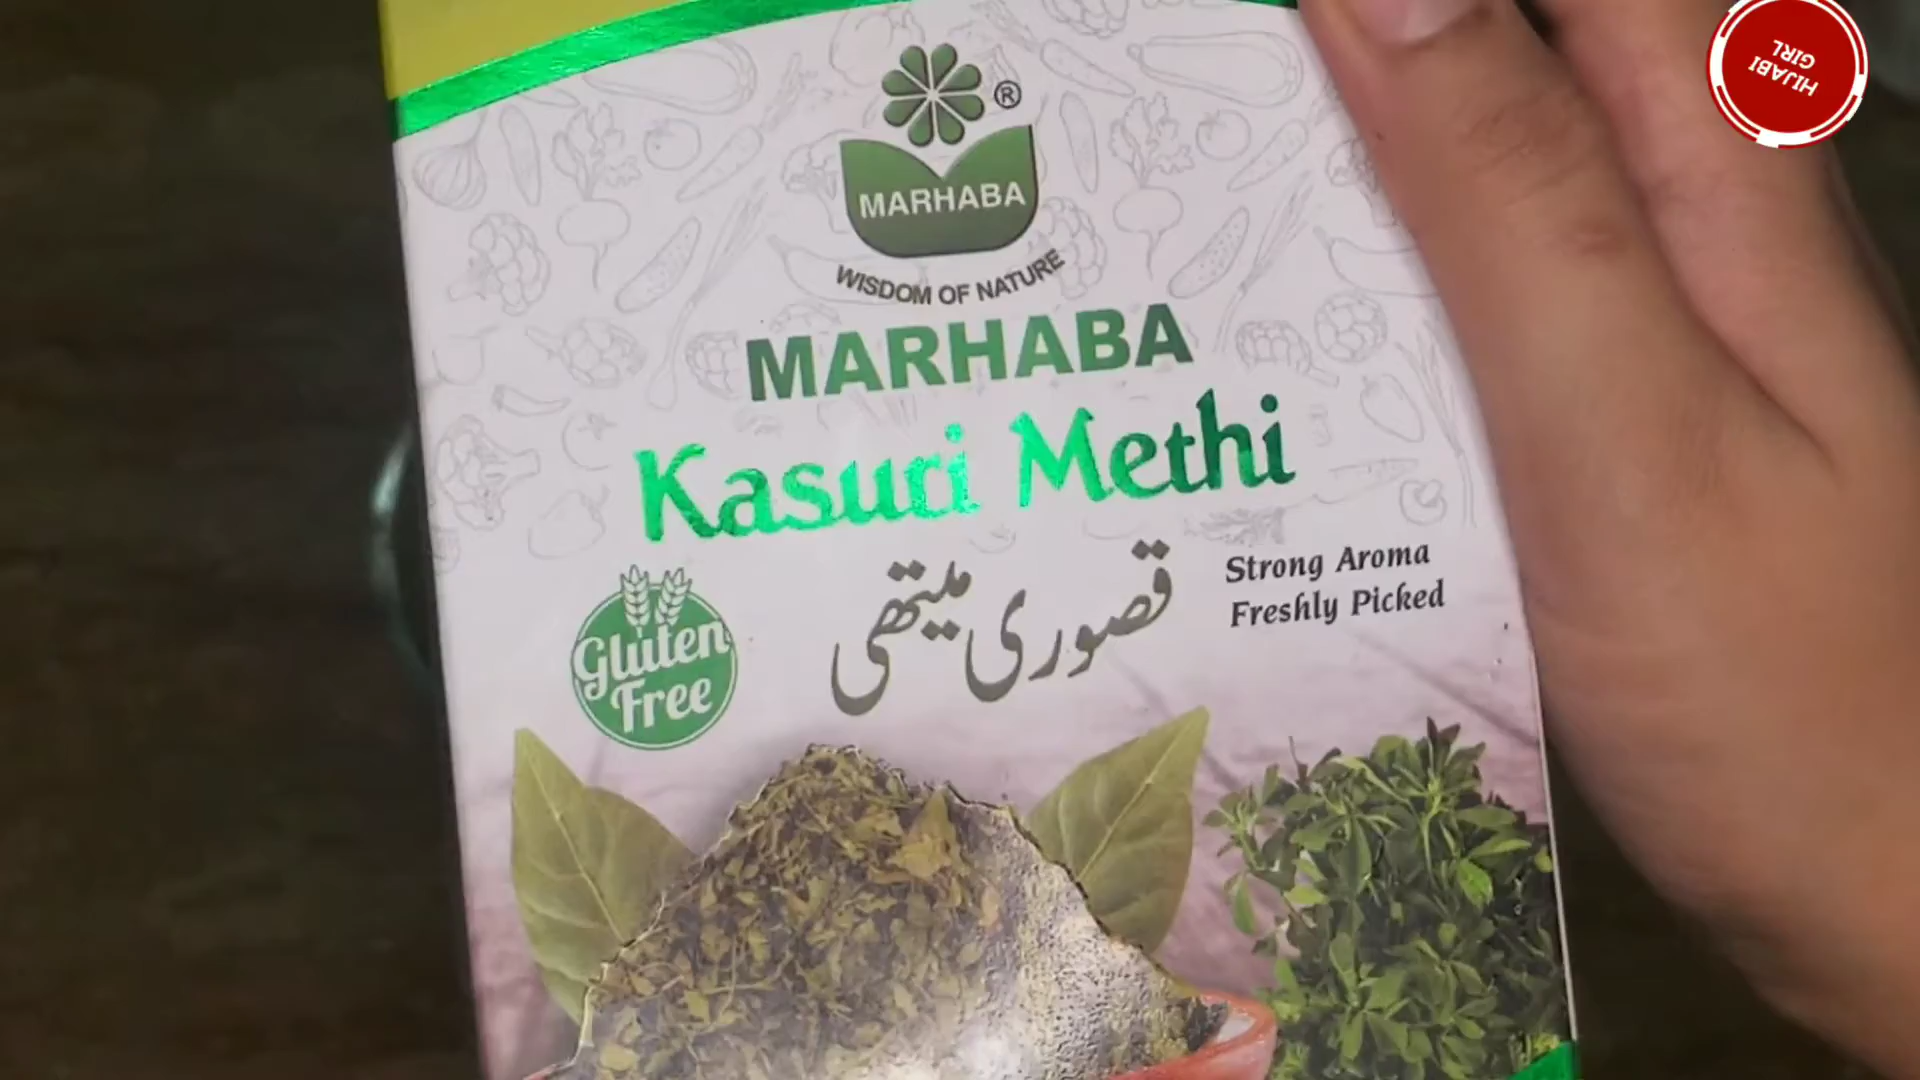 HIJABI
GIRL
®
MARHABA
WISDOM OF NATURE
MARHABA
Kasuri Methi
قصوری میتھی
Strong Aroma
Freshly Picked
Gluten
Free